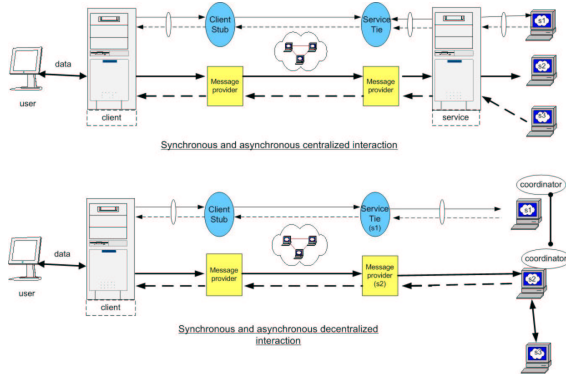 Client
Stub
Service
Tie
s1
data
s2
user
Message
provider
Message
provider
s3
client
service
Synchronous and asynchronous centralized interaction
coordinator
Client
Stub
Service
Tie
(s1)
s1
data
coordinator
user
Message
provider
Message
provider
(s2)
s2
Synchronous and asynchronous decentralized
interaction
client
s3